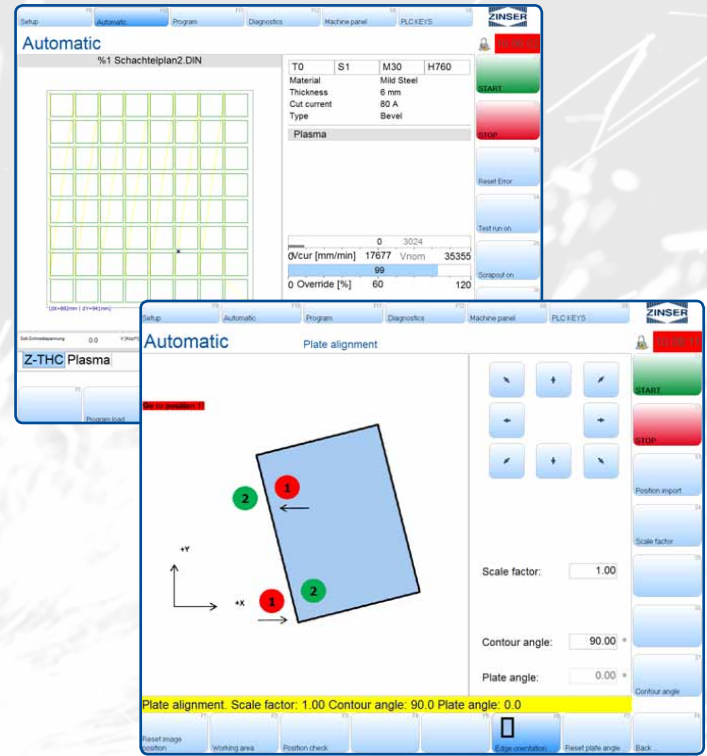 Setup Automatic Program Diagnostics Machine panel PLC KEYS ZINSER
Automatic
%1 Schachtelplan2.DIN
T0 S1 M30 H760
Material Mild Steel
Thickness 6 mm
Cut current 80 A
Type Bevel
Plasma
START
STOP
Reset Error
Test run on
Scrapout on
0 3024
0Vcur [mm/min] 17677 Vnom 35355
99
0 Override [%] 60 120
0.0
Z-THC Plasma
Program load
Setup Automatic Program Diagnostics Machine panel PLC KEYS ZINSER
Automatic Plate alignment
Go to position 1!
START
STOP
Position import
Scale factor
1
2
2
1
+Y
+X
Scale factor: 1.00
Contour angle: 90.00 °
Plate angle: 0.00 °
Contour angle
Plate alignment. Scale factor: 1.00 Contour angle: 90.0 Plate angle: 0.0
Reset image position Working area Position check Edge orientation Reset plate angle Back